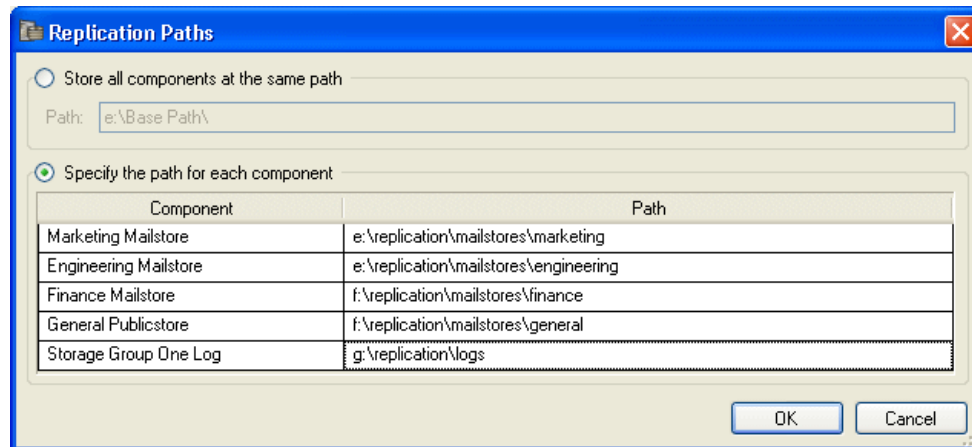 Replication Paths
Store all components at the same path
Path: e:\Base Path\
Specify the path for each component
Component Path
Marketing Mailstore e:\replication\mailstores\marketing
Engineering Mailstore e:\replication\mailstores\engineering
Finance Mailstore f:\replication\mailstores\finance
General Publicstore f:\replication\mailstores\general
Storage Group One Log g:\replication\logs
OK Cancel